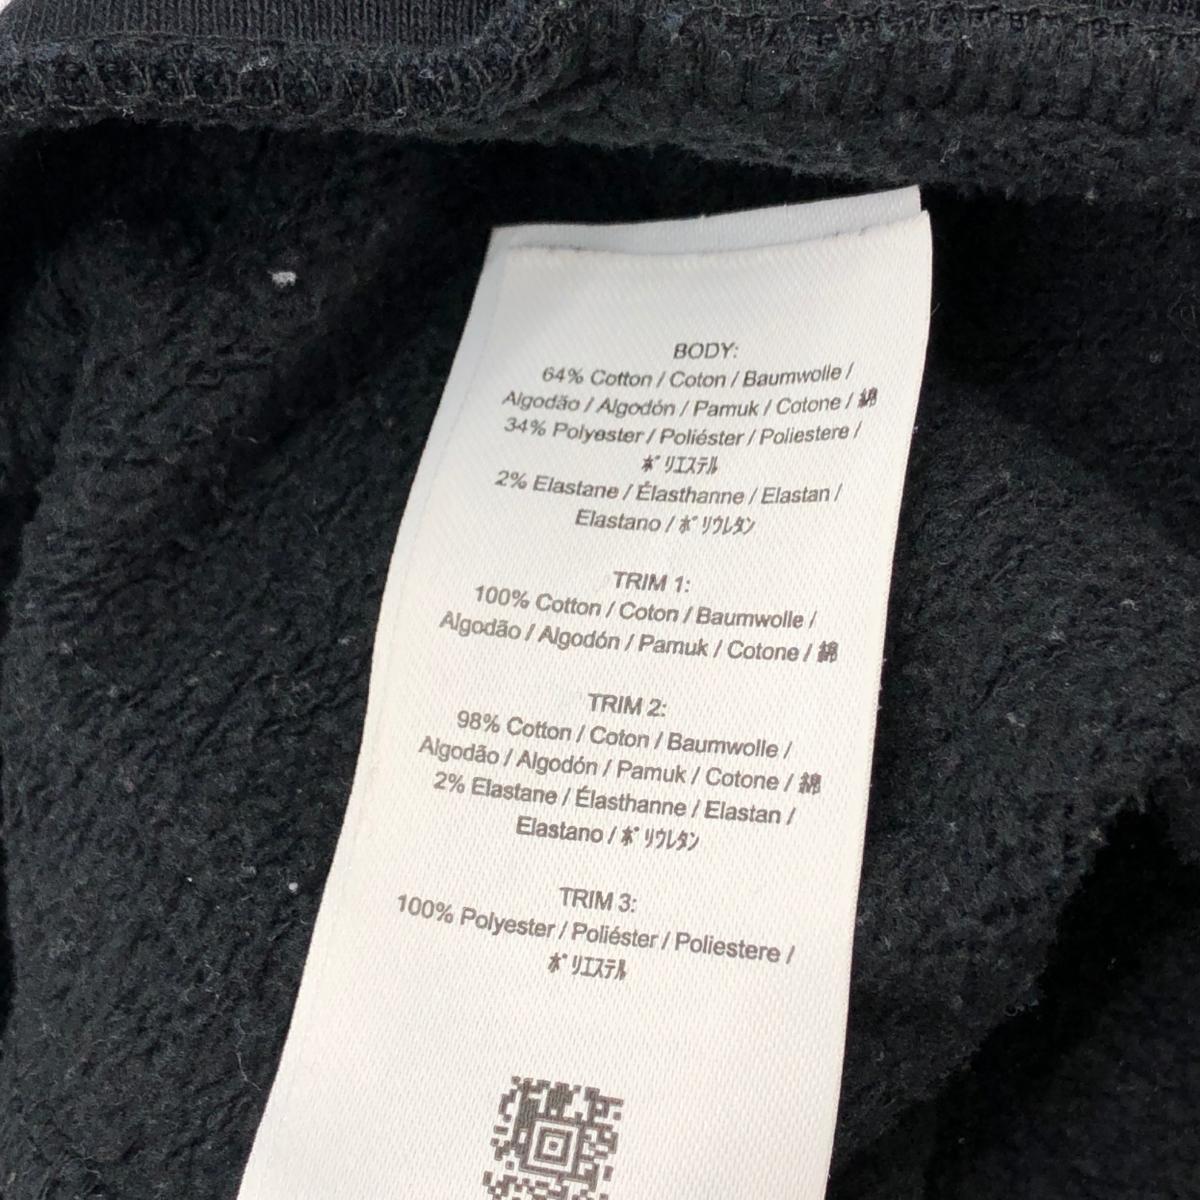 BODY:
64% Cotton / Coton / Baumwolle /
Algodão / Algodón / Pamuk / Cotone / 綿
34% Polyester / Poliéster / Poliestere /
ポリエステル
2% Elastane / Élasthanne / Elastan /
Elastano / ポリウレタン
TRIM 1:
100% Cotton / Coton / Baumwolle /
Algodão / Algodón / Pamuk / Cotone / 綿
TRIM 2:
98% Cotton / Coton / Baumwolle /
Algodão / Algodón / Pamuk / Cotone / 綿
2% Elastane / Élasthanne / Elastan /
Elastano / ポリウレタン
TRIM 3:
100% Polyester / Poliéster / Poliestere /
ポリエステル